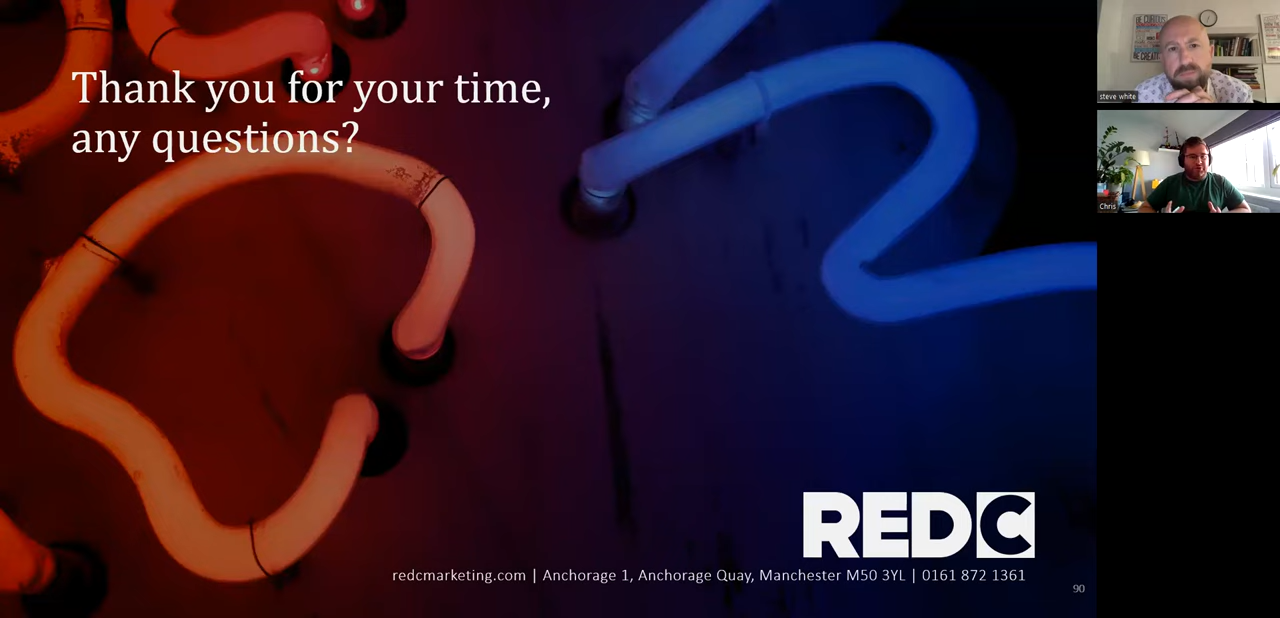 Thank you for your time,
any questions?
REDC
redcmarketing.com | Anchorage 1, Anchorage Quay, Manchester M50 3YL | 0161 872 1361
90
steve white
Chris